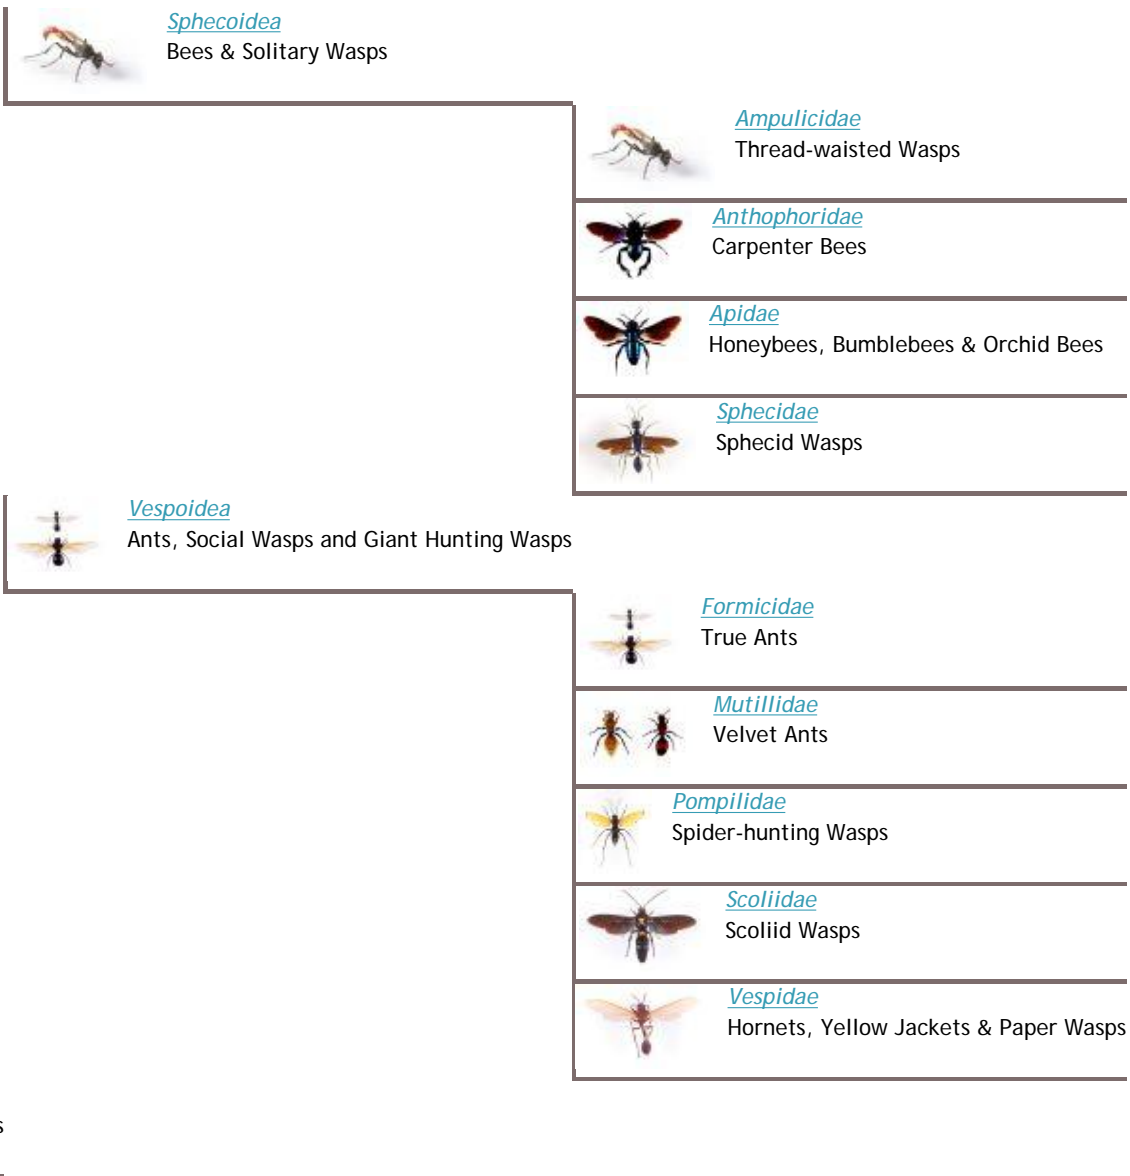 Sphecoidea
Bees & Solitary Wasps
Ampulicidae
Thread-waisted Wasps
Anthophoridae
Carpenter Bees
Apidae
Honeybees, Bumblebees & Orchid Bees
Sphecidae
Sphecid Wasps
Vespoidea
Ants, Social Wasps and Giant Hunting Wasps
Formicidae
True Ants
Mutillidae
Velvet Ants
Pompilidae
Spider-hunting Wasps
Scoliidae
Scoliid Wasps
Vespidae
Hornets, Yellow Jackets & Paper Wasps
s